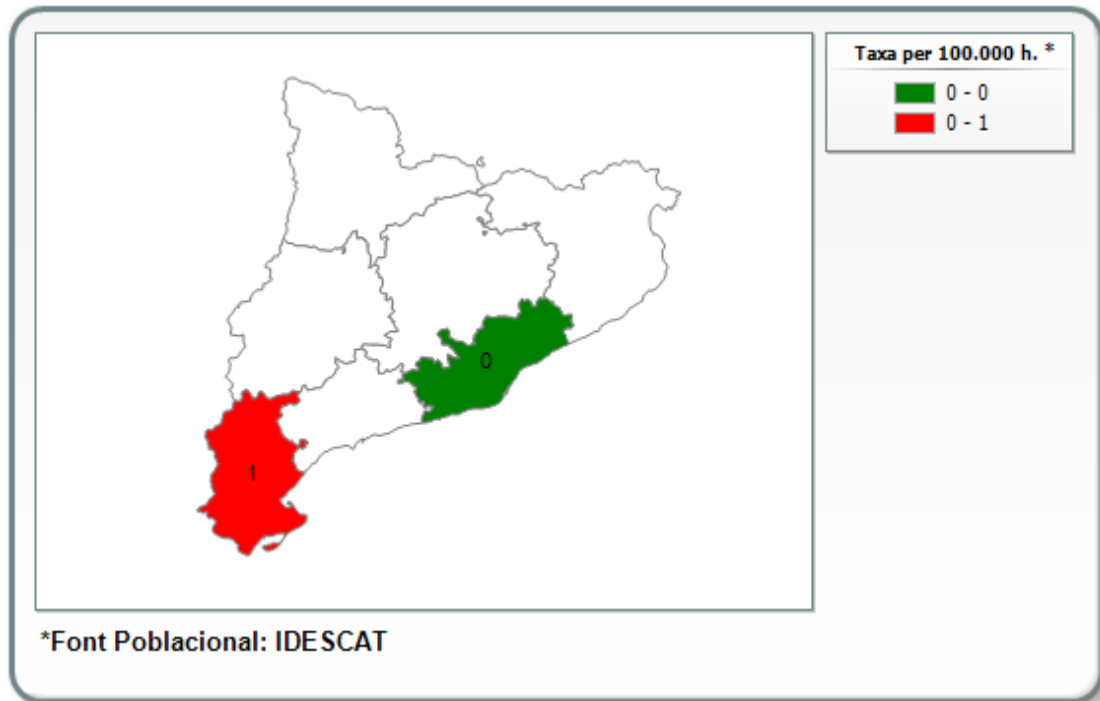 Taxa per 100.000 h. *
0 - 0
0 - 1
0
1
*Font Poblacional: IDESCAT